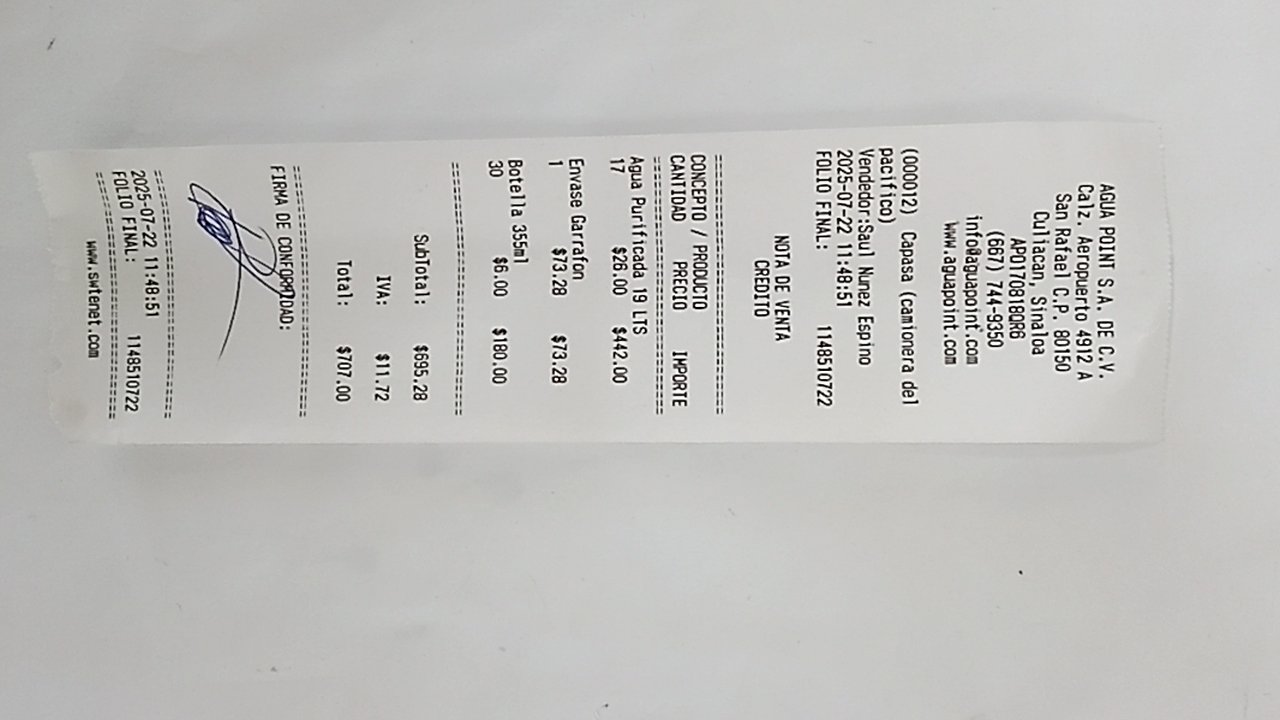 AGUA POINT S.A. DE C.V.
Calz. Aeropuerto 4912 A
San Rafael C.P. 80150
Culiacan, Sinaloa
APO170818QR6
(667) 744-9350
info@aguapoint.com
www.aguapoint.com
(000012) Capasa (camionera del
pacifico)
Vendedor:Saul Nunez Espino
2025-07-22 11:48:51
FOLIO FINAL: 1148510722
NOTA DE VENTA
CREDITO
==============================
CONCEPTO / PRODUCTO
CANTIDAD PRECIO IMPORTE
==============================
Agua Purificada 19 LTS
17 $26.00 $442.00
Envase Garrafon
1 $73.28 $73.28
Botella 355ml
30 $6.00 $180.00
==============================
SubTotal: $695.28
IVA: $11.72
Total: $707.00
==============================
FIRMA DE CONFORMIDAD:
==============================
2025-07-22 11:48:51
FOLIO FINAL: 1148510722
==============================
www.swtenet.com